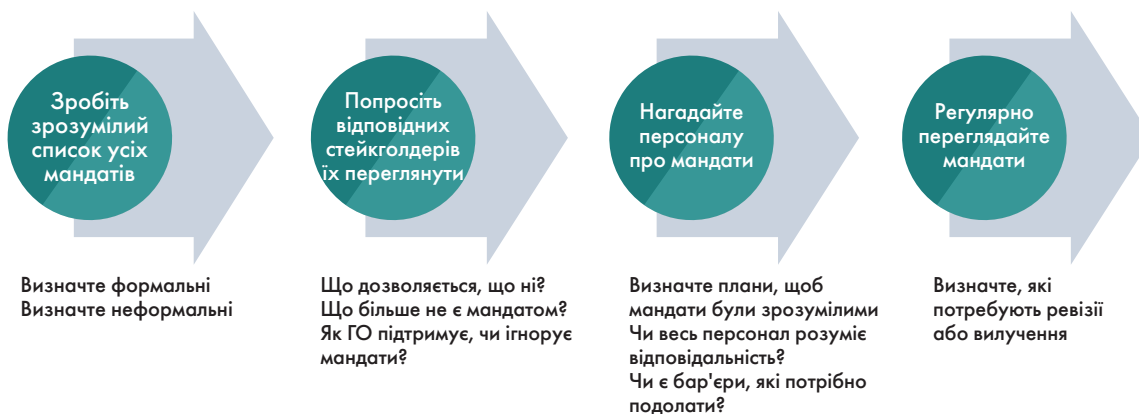 Зробіть
зрозумілий
список усіх
мандатів
Визначте формальні
Визначте неформальні
Попросіть
відповідних
стейкголдерів
їх переглянути
Що дозволяється, що ні?
Що більше не є мандатом?
Як ГО підтримує, чи ігнорує
мандати?
Нагадайте
персоналу
про мандати
Визначте плани, щоб
мандати були зрозумілими
Чи весь персонал розуміє
відповідальність?
Чи є бар'єри, які потрібно
подолати?
Регулярно
переглядайте
мандати
Визначте, які
потребують ревізії
або вилучення